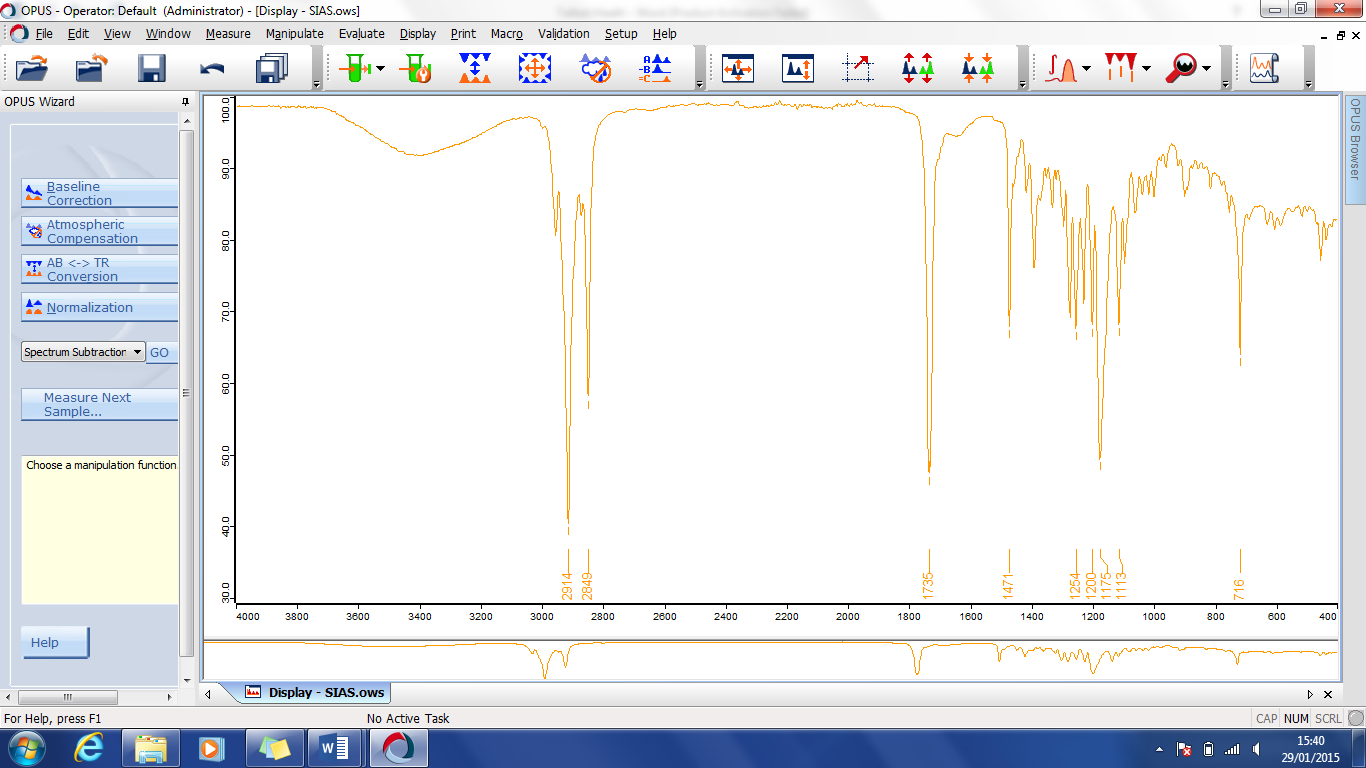 OPUS - Operator: Default (Administrator) - [Display - SIAS.ows]
File Edit View Window Measure Manipulate Evaluate Display Print Macro Validation Setup Help
OPUS Wizard
Baseline
Correction
Atmospheric
Compensation
AB <-> TR
Conversion
Normalization
Spectrum Subtraction GO
Measure Next
Sample...
Choose a manipulation function
Help
100.0
90.0
80.0
70.0
60.0
50.0
40.0
30.0
2914 2849 1735 1471 1254 1200 1175 1113 716
4000 3800 3600 3400 3200 3000 2800 2600 2400 2200 2000 1800 1600 1400 1200 1000 800 600 400
OPUS Browser
Display - SIAS.ows
For Help, press F1 No Active Task CAP NUM SCRL
15:40
29/01/2015